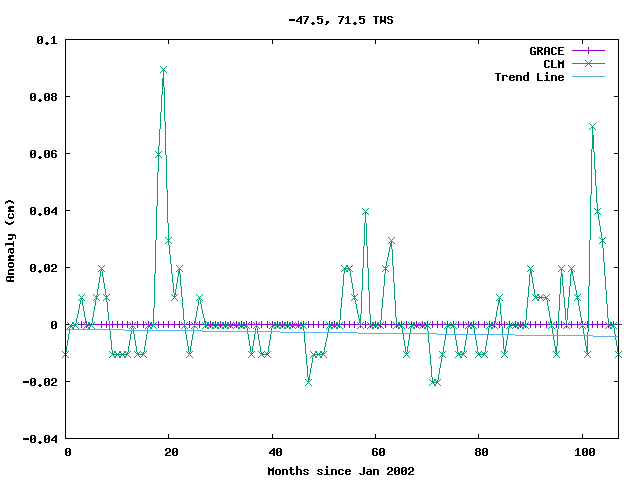 -47.5, 71.5 TWS
GRACE
CLM
Trend Line
0.1
0.08
0.06
0.04
0.02
0
-0.02
-0.04
Anomaly (cm)
0 20 40 60 80 100
Months since Jan 2002